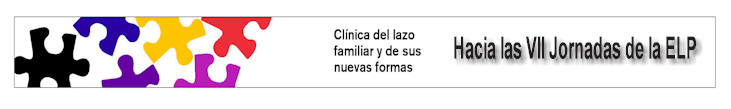 Clínica del lazo
familiar y de sus
nuevas formas
Hacia las VII Jornadas de la ELP